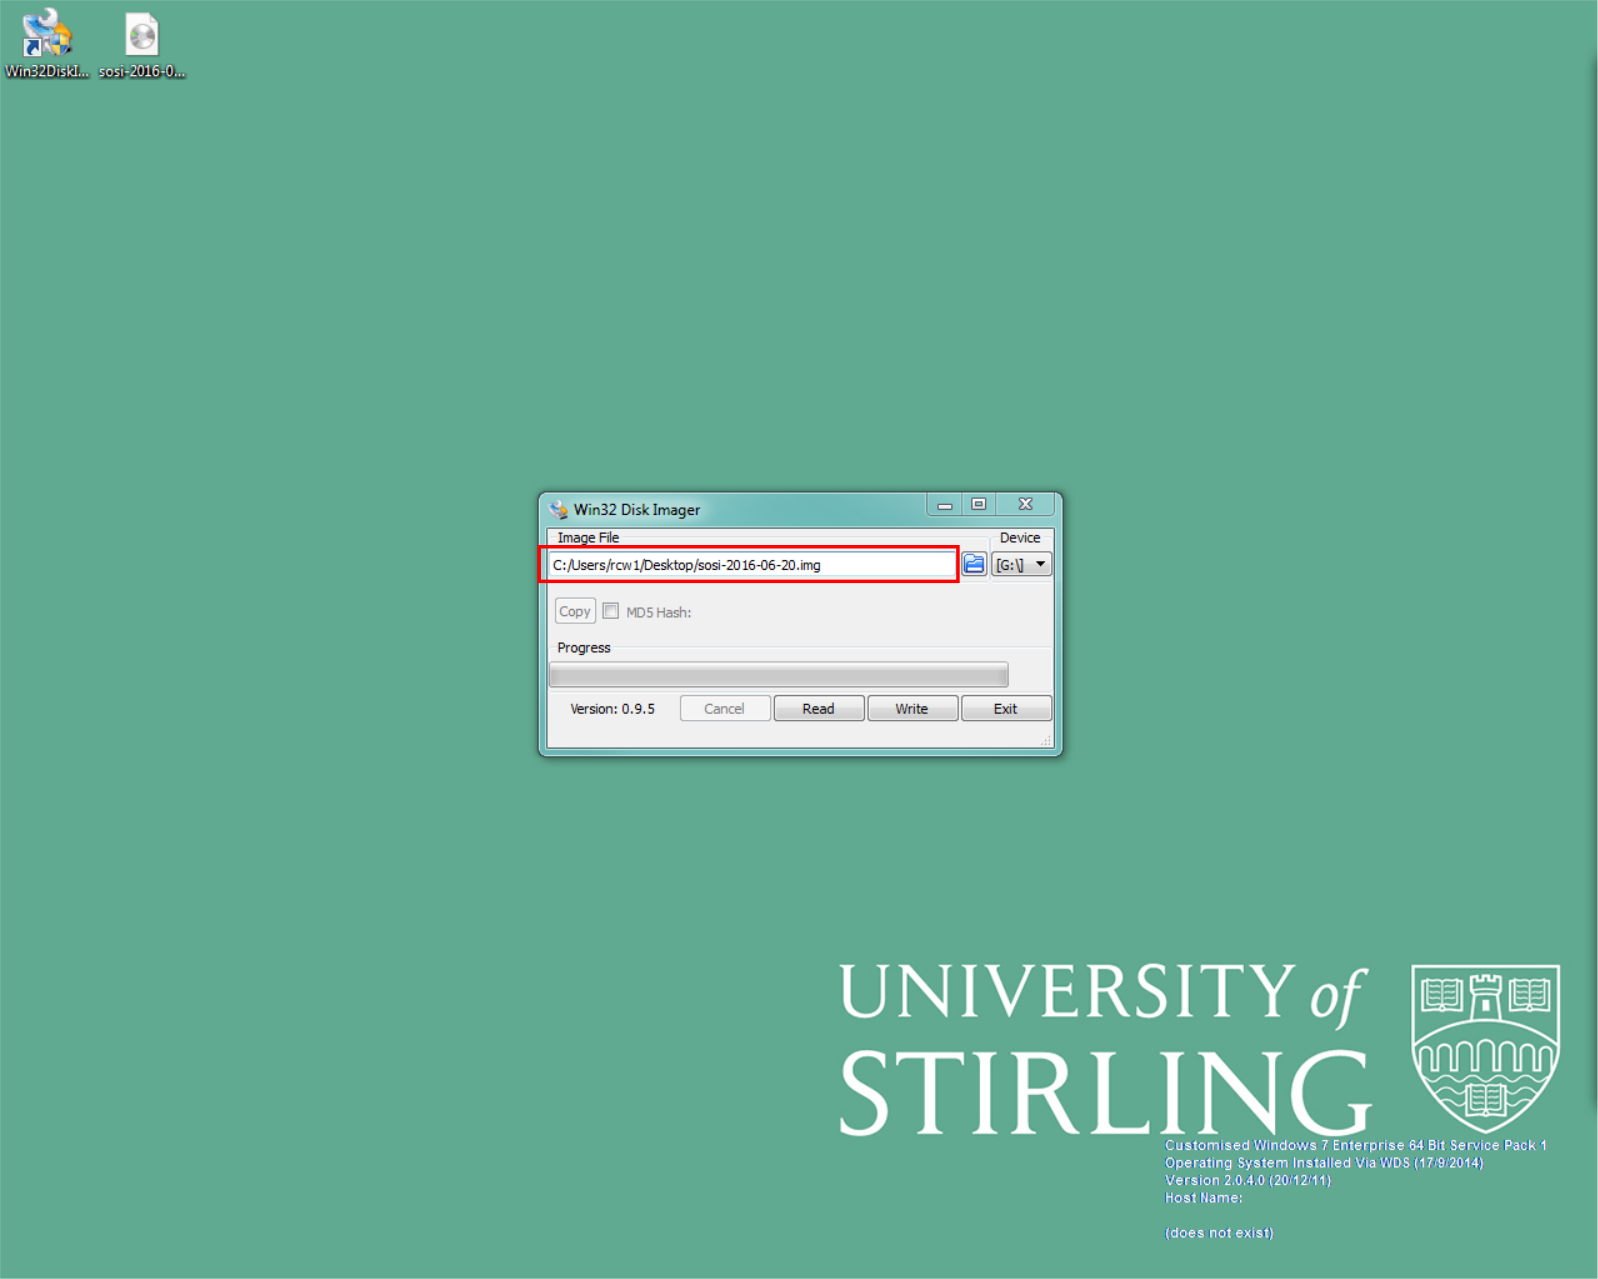 Win32DiskI... sosi-2016-0...
Win32 Disk Imager
Image File Device
C:/Users/rcw1/Desktop/sosi-2016-06-20.img [G:\]
Copy MD5 Hash:
Progress
Version: 0.9.5 Cancel Read Write Exit
UNIVERSITY of
STIRLING
Customised Windows 7 Enterprise 64 Bit Service Pack 1
Operating System Installed Via WDS (17/9/2014)
Version 2.0.4.0 (20/12/11)
Host Name:
(does not exist)